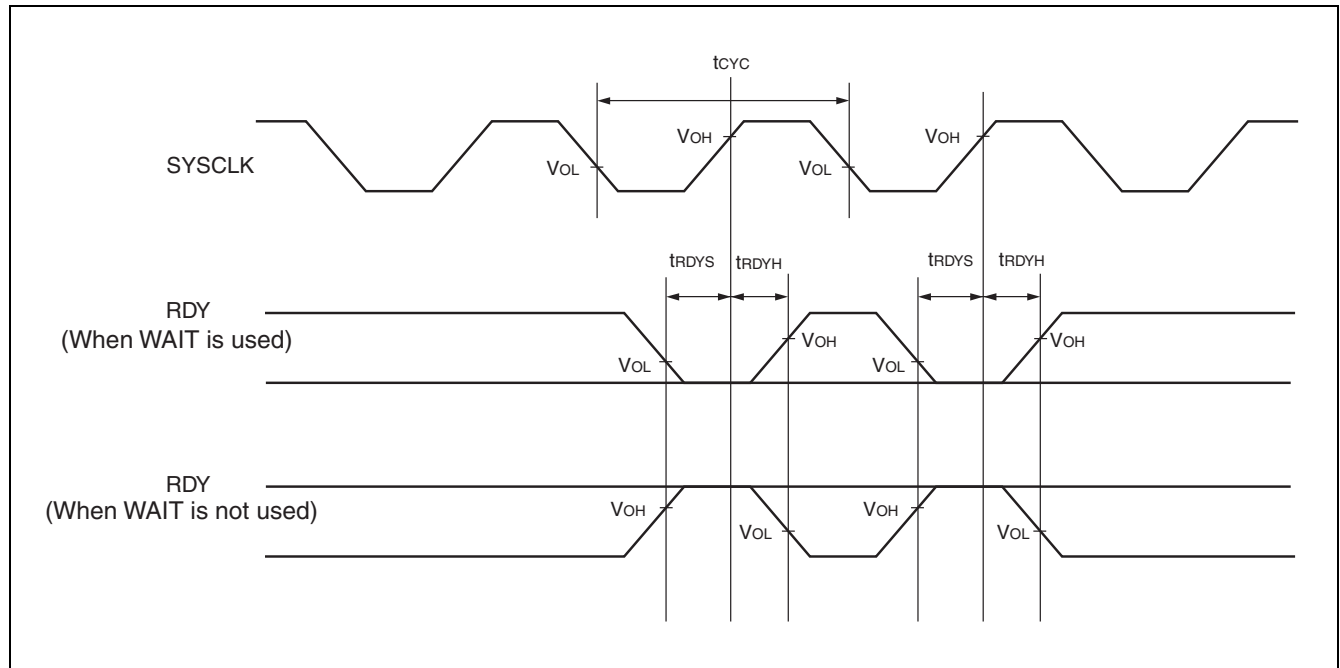 tCYC
VOH
VOH
SYSCLK
VOL
VOL
tRDYS
tRDYH
tRDYS
tRDYH
RDY
(When WAIT is used)
VOH
VOH
VOL
VOL
RDY
(When WAIT is not used)
VOH
VOH
VOL
VOL